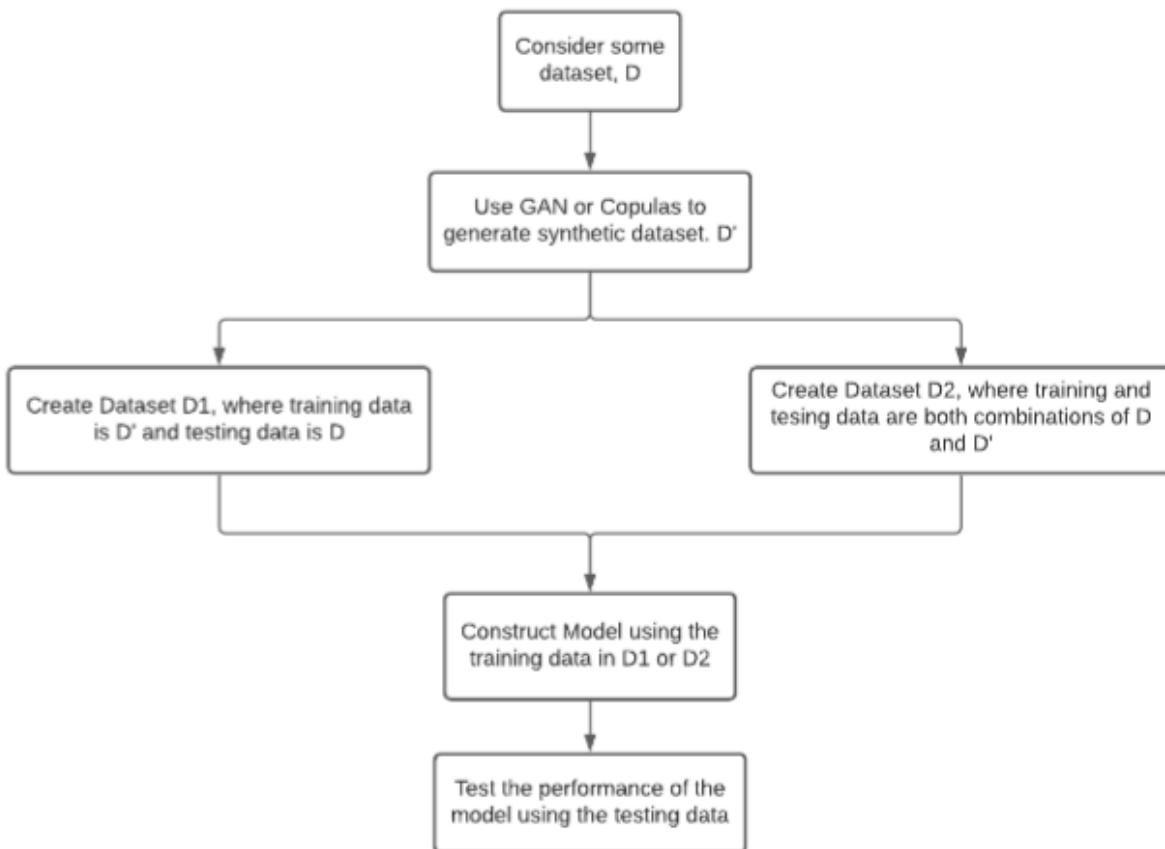 Consider some
dataset, D
Use GAN or Copulas to
generate synthetic dataset. D'
Create Dataset D1, where training data
is D' and testing data is D
Create Dataset D2, where training and
tesing data are both combinations of D
and D'
Construct Model using the
training data in D1 or D2
Test the performance of the
model using the testing data